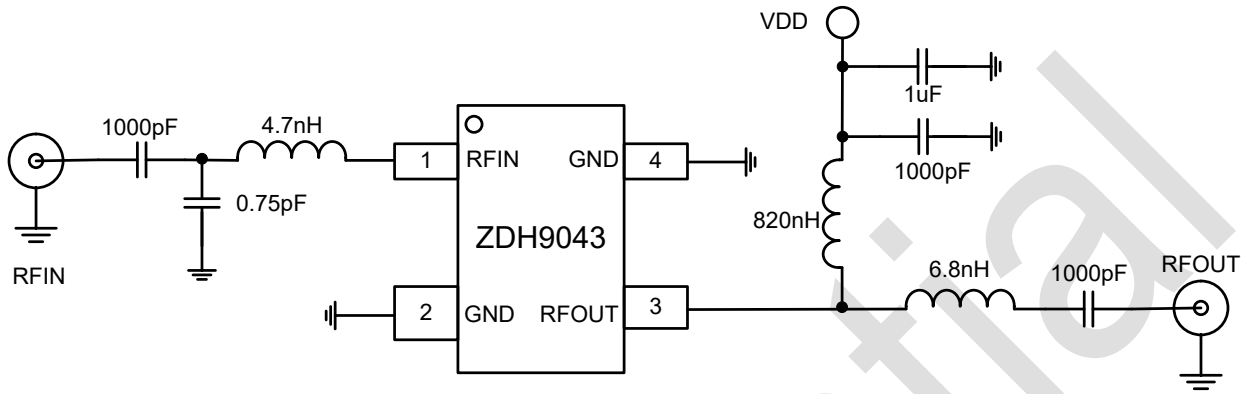 VDD
1uF
1000pF
4.7nH
1000pF
0.75pF
RFIN
1
RFIN
GND
4
ZDH9043
2
GND
RFOUT
3
820nH
6.8nH
1000pF
RFOUT
tial